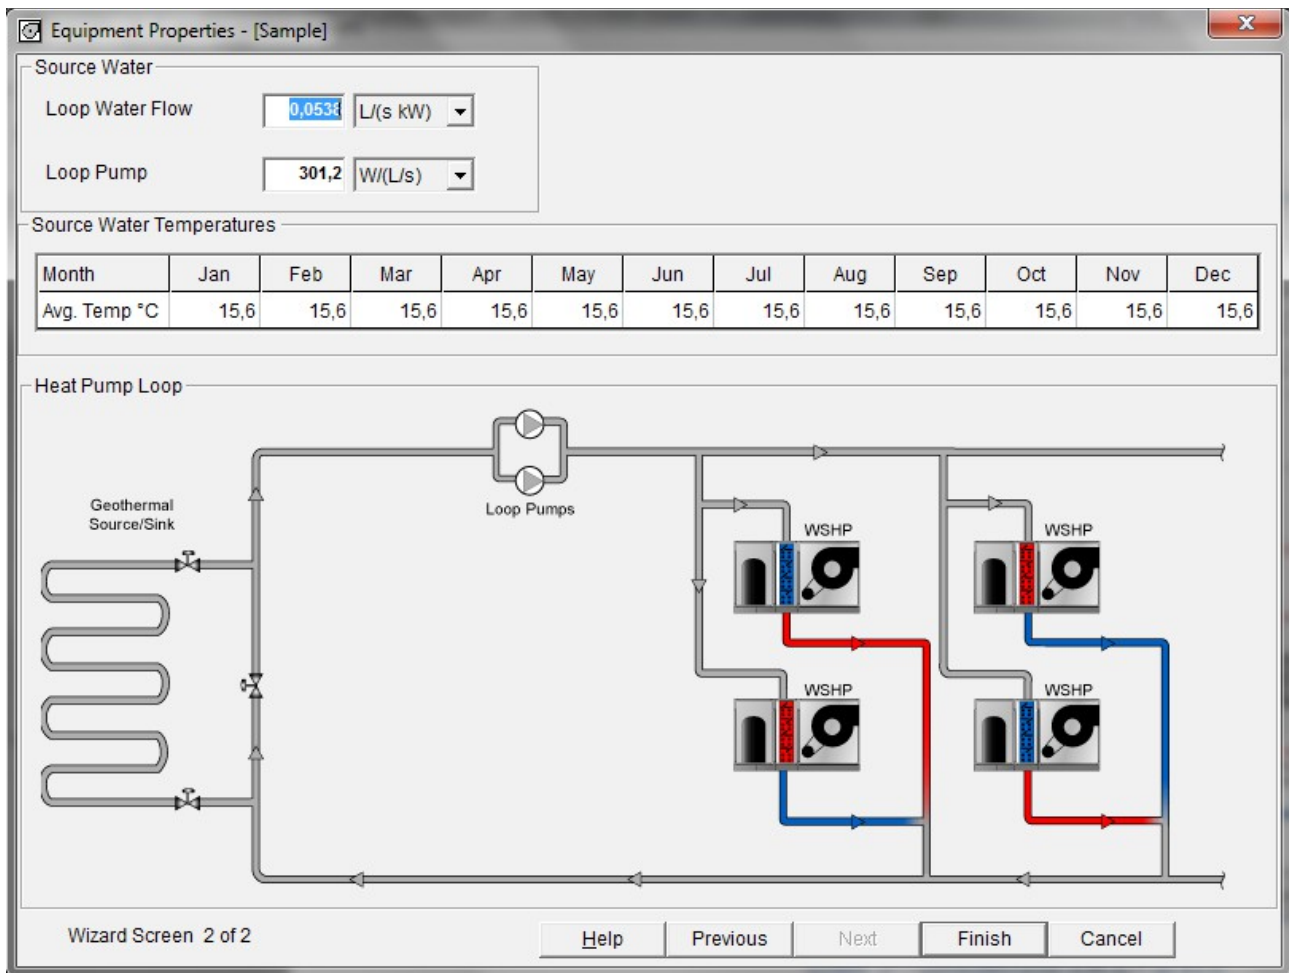 Equipment Properties - [Sample]
Source Water
Loop Water Flow 0,0538 L/(s kW)
Loop Pump 301,2 W/(L/s)
Source Water Temperatures
Month Jan Feb Mar Apr May Jun Jul Aug Sep Oct Nov Dec
Avg. Temp °C 15,6 15,6 15,6 15,6 15,6 15,6 15,6 15,6 15,6 15,6 15,6 15,6
Heat Pump Loop
Geothermal
Source/Sink
Loop Pumps
WSHP
WSHP
WSHP
WSHP
Wizard Screen 2 of 2
Help Previous Next Finish Cancel